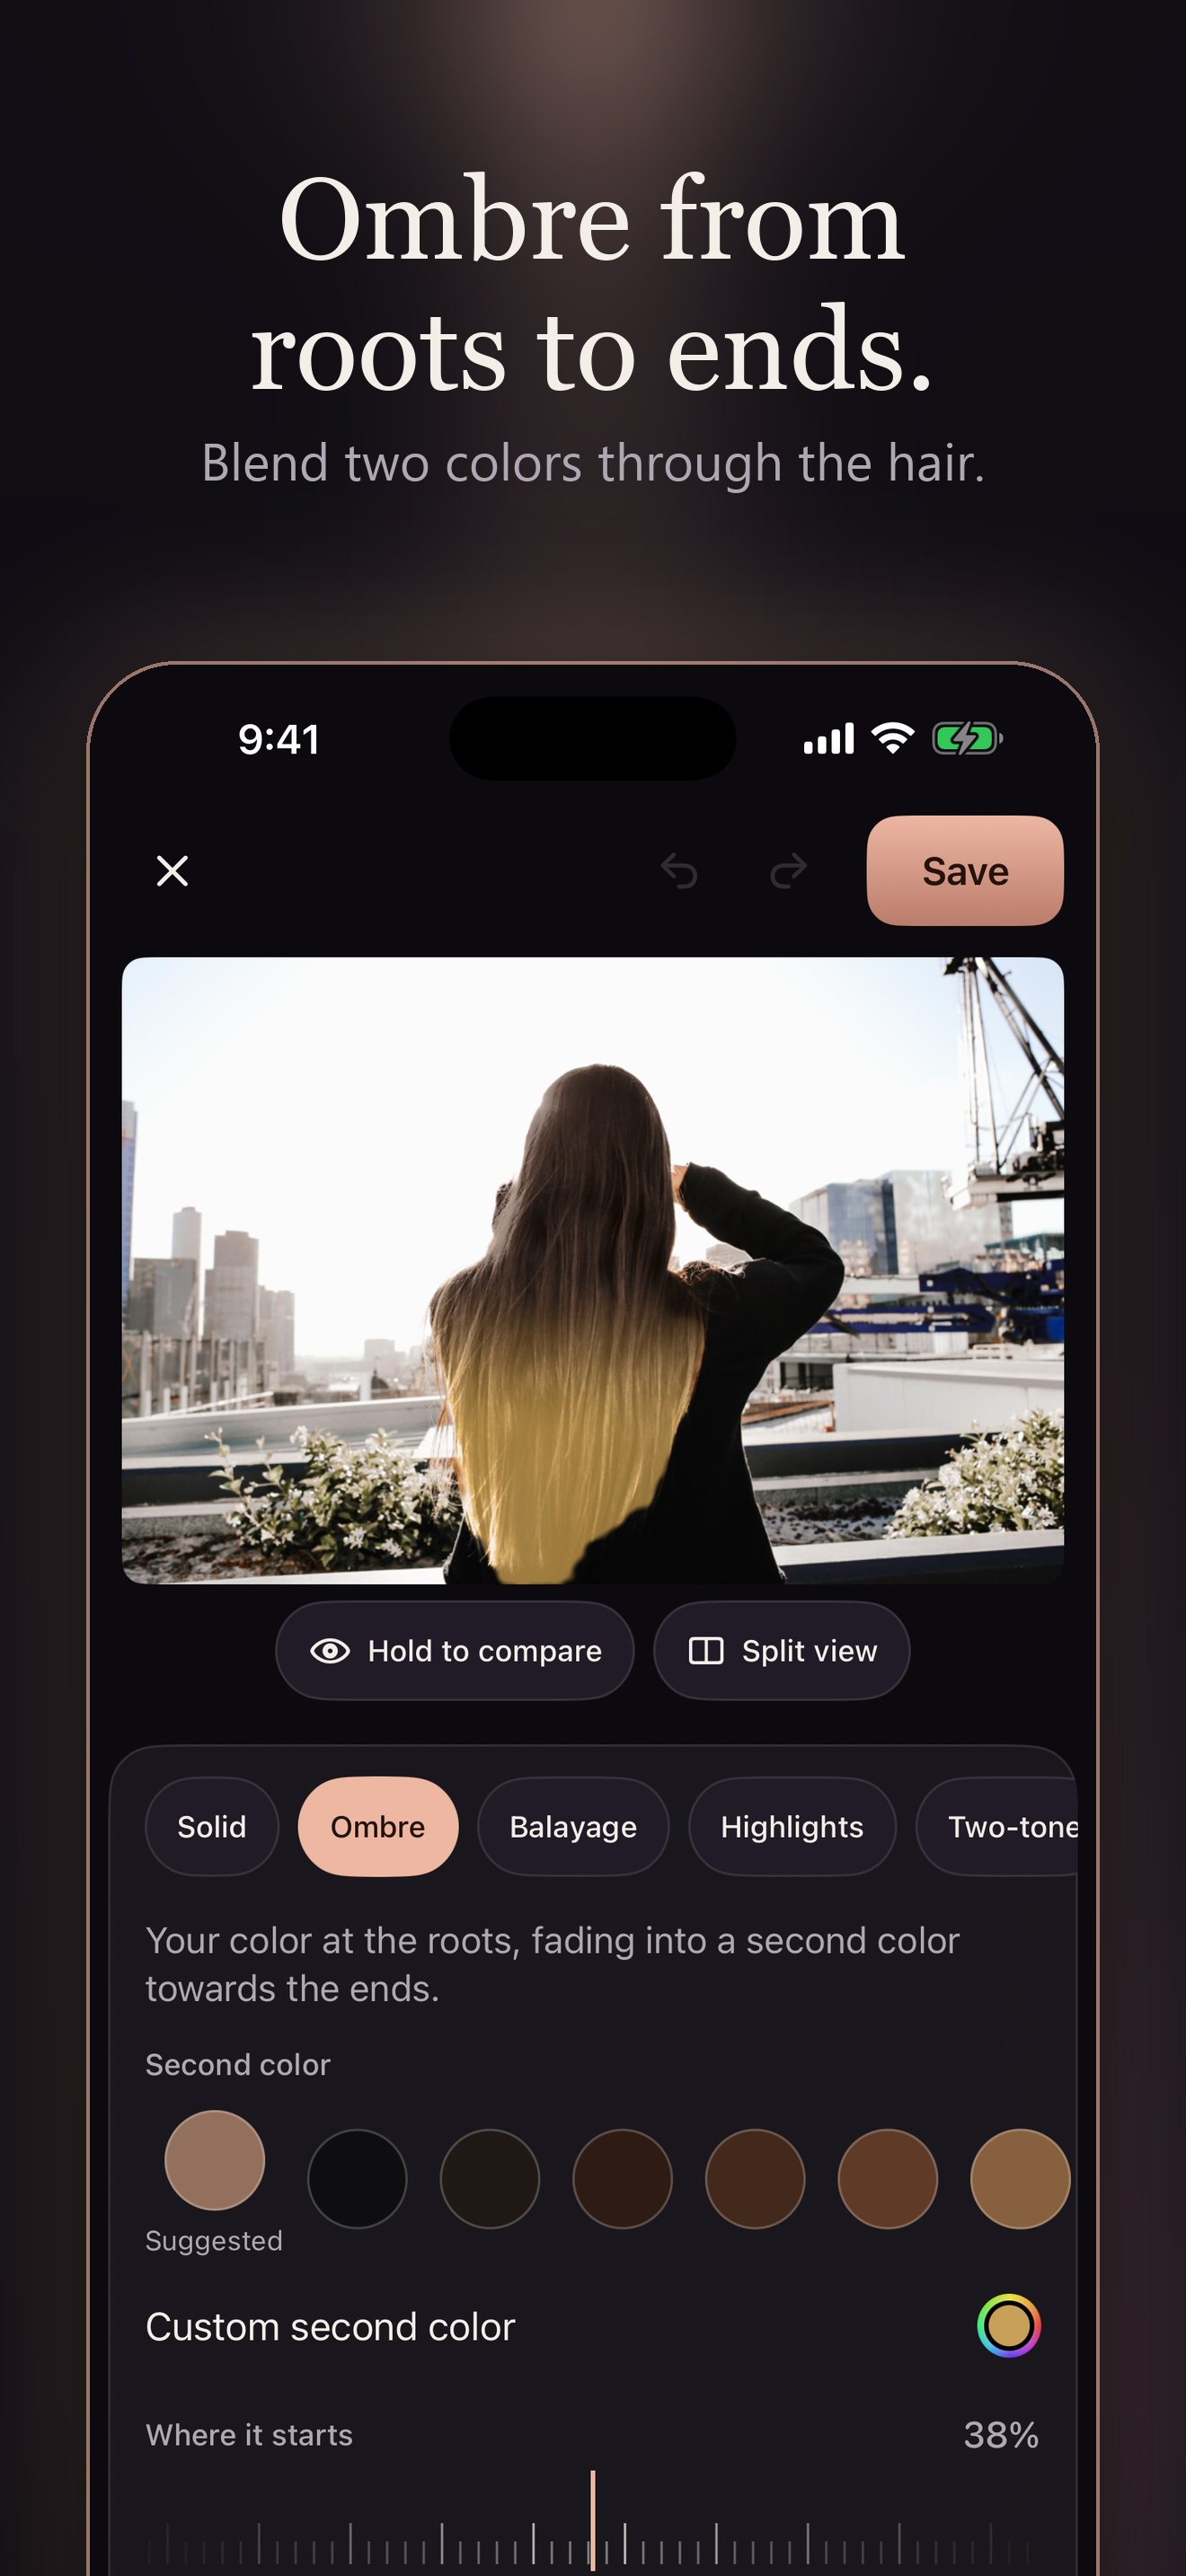 Ombre from
roots to ends.
Blend two colors through the hair.
9:41
Save
Hold to compare
Split view
Solid
Ombre
Balayage
Highlights
Two-tone
Your color at the roots, fading into a second color
towards the ends.
Second color
Suggested
Custom second color
Where it starts
38%